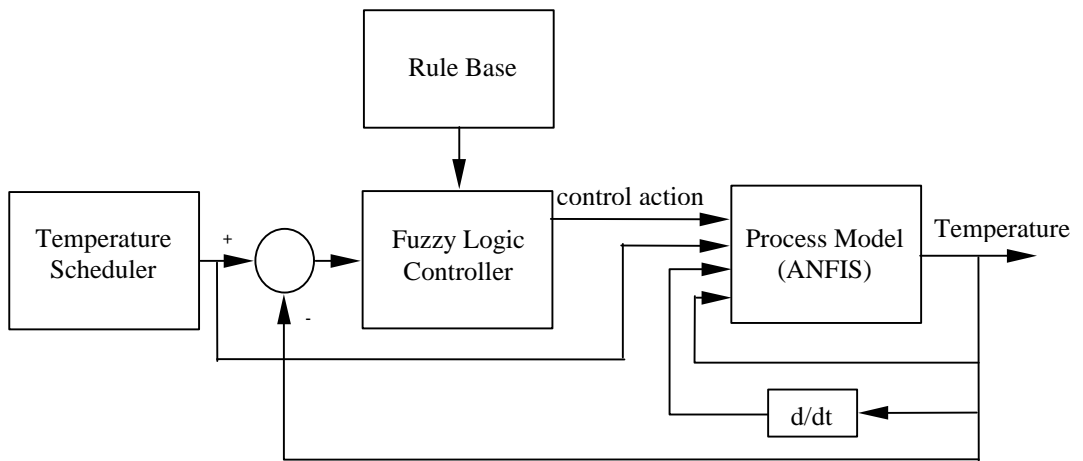 Rule Base
control action
Temperature
Scheduler
+
-
Fuzzy Logic
Controller
Process Model
(ANFIS)
Temperature
d/dt